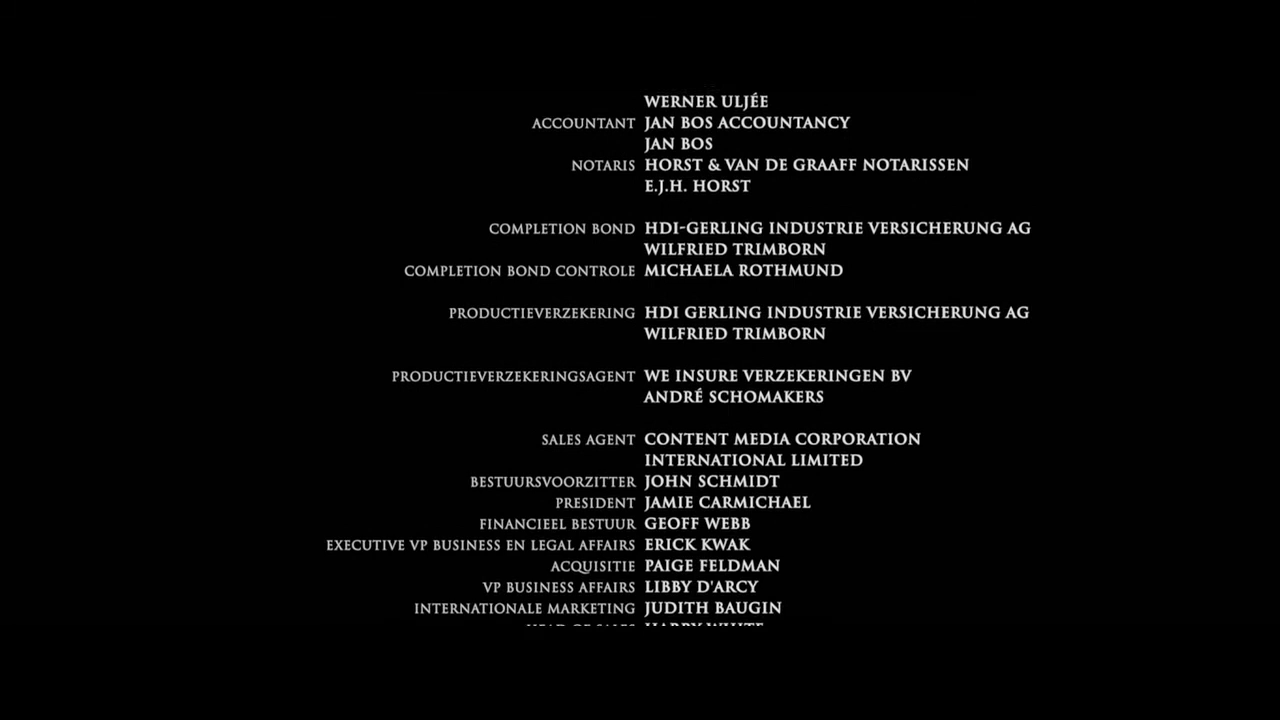 WERNER ULJÉE
ACCOUNTANT JAN BOS ACCOUNTANCY
JAN BOS
NOTARIS HORST & VAN DE GRAAFF NOTARISSEN
E.J.H. HORST
COMPLETION BOND HDI-GERLING INDUSTRIE VERSICHERUNG AG
WILFRIED TRIMBORN
COMPLETION BOND CONTROLE MICHAELA ROTHMUND
PRODUCTIEVERZEKERING HDI GERLING INDUSTRIE VERSICHERUNG AG
WILFRIED TRIMBORN
PRODUCTIEVERZEKERINGSAGENT WE INSURE VERZEKERINGEN BV
ANDRÉ SCHOMAKERS
SALES AGENT CONTENT MEDIA CORPORATION
INTERNATIONAL LIMITED
BESTUURSVOORZITTER JOHN SCHMIDT
PRESIDENT JAMIE CARMICHAEL
FINANCIEEL BESTUUR GEOFF WEBB
EXECUTIVE VP BUSINESS EN LEGAL AFFAIRS ERICK KWAK
ACQUISITIE PAIGE FELDMAN
VP BUSINESS AFFAIRS LIBBY D'ARCY
INTERNATIONALE MARKETING JUDITH BAUGIN